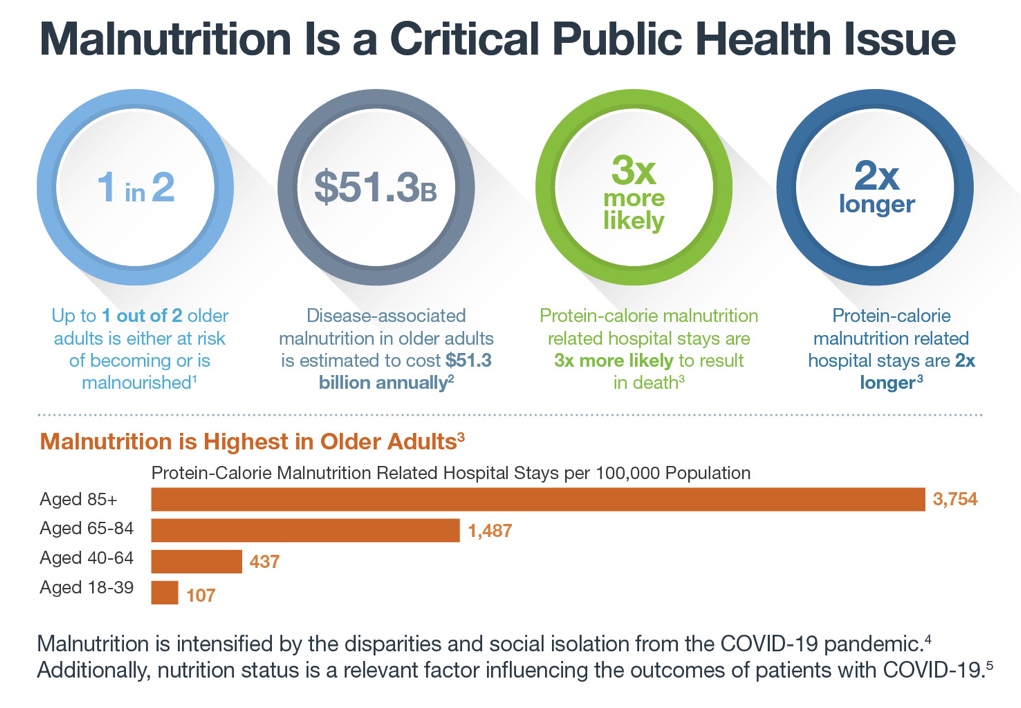 Malnutrition Is a Critical Public Health Issue
1 in 2
$51.3B
3x
more
likely
2x
longer
Up to 1 out of 2 older
adults is either at risk
of becoming or is
malnourished¹
Disease-associated
malnutrition in older adults
is estimated to cost $51.3
billion annually²
Protein-calorie malnutrition
related hospital stays are
3x more likely to result
in death³
Protein-calorie
malnutrition related
hospital stays are 2x
longer³
Malnutrition is Highest in Older Adults³
Protein-Calorie Malnutrition Related Hospital Stays per 100,000 Population
Aged 85+ 3,754
Aged 65-84 1,487
Aged 40-64 437
Aged 18-39 107
Malnutrition is intensified by the disparities and social isolation from the COVID-19 pandemic.⁴
Additionally, nutrition status is a relevant factor influencing the outcomes of patients with COVID-19.⁵